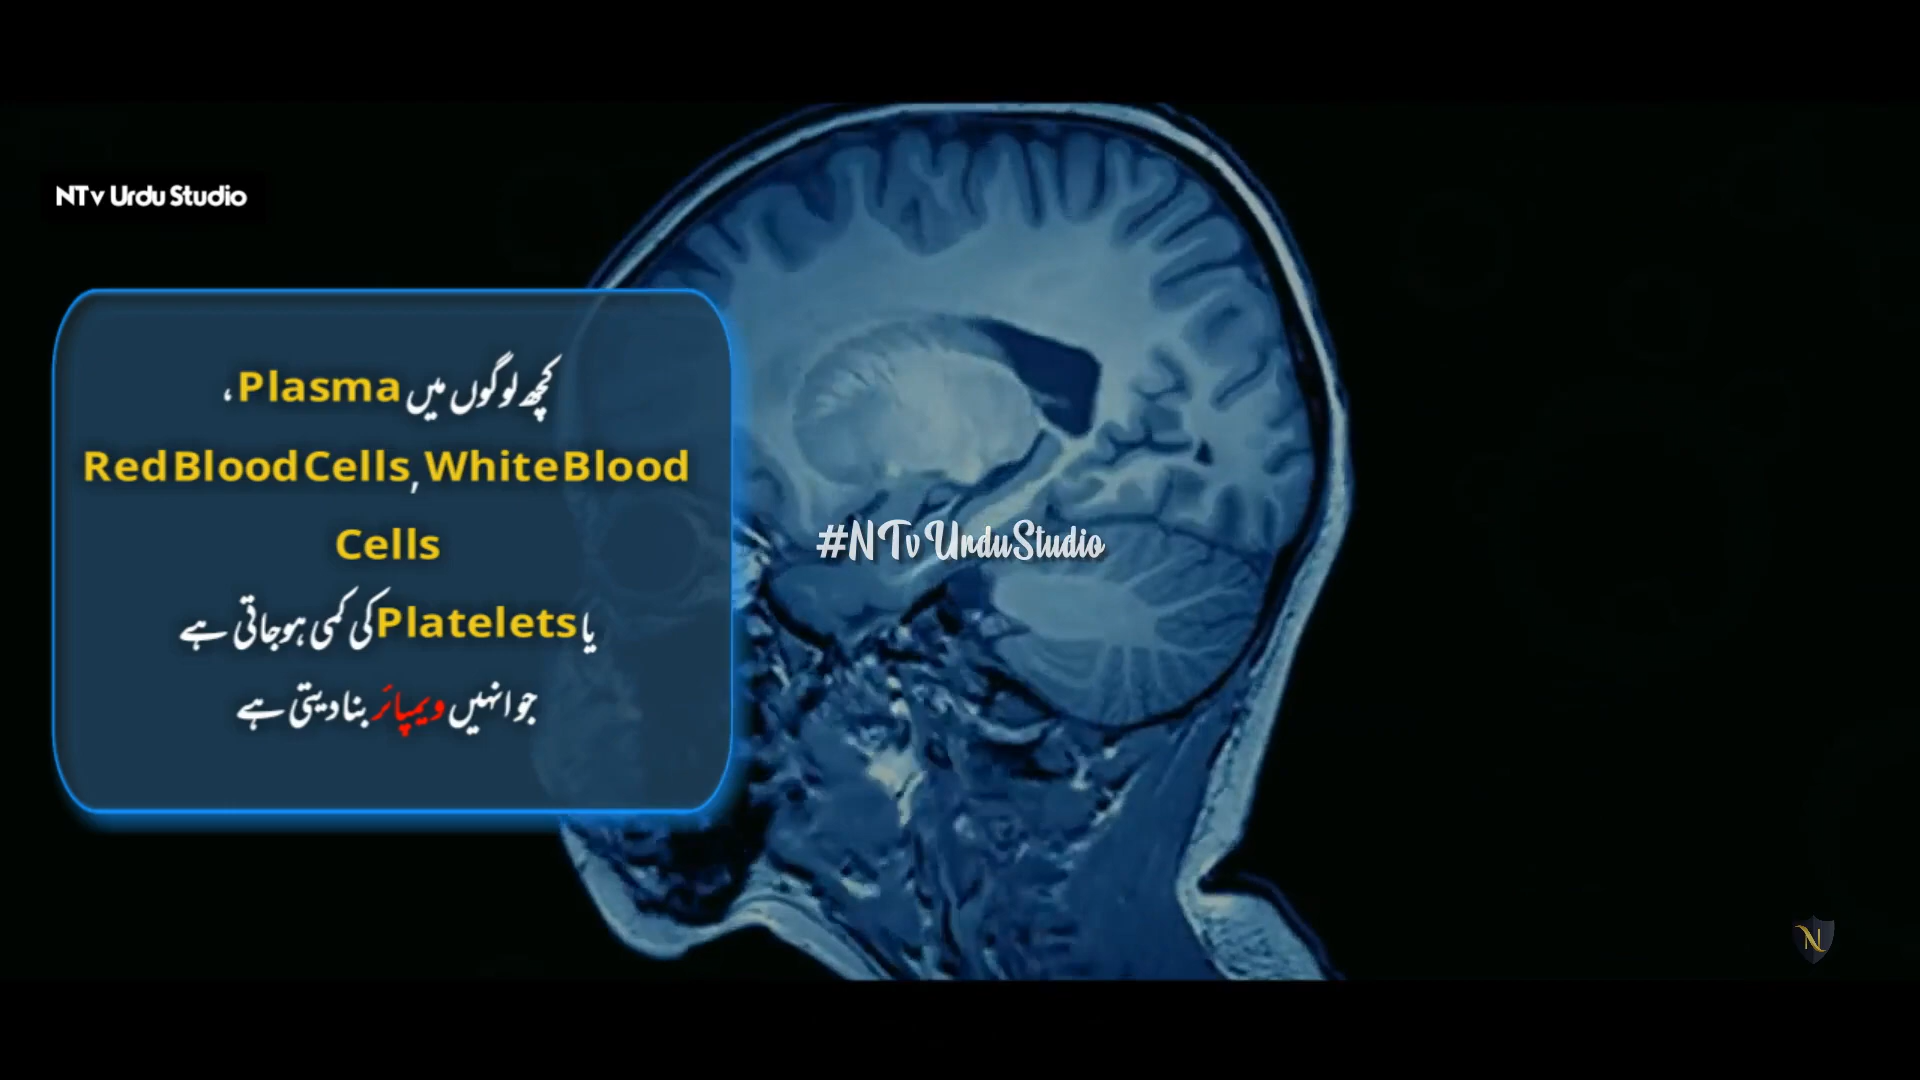 NTv Urdu Studio
کچھ لوگوں میں Plasma،
Red Blood Cells, White Blood
Cells
یا Platelets کی کمی ہوجاتی ہے
جو انہیں ویمپائر بنا دیتی ہے
#NTvUrduStudio
N